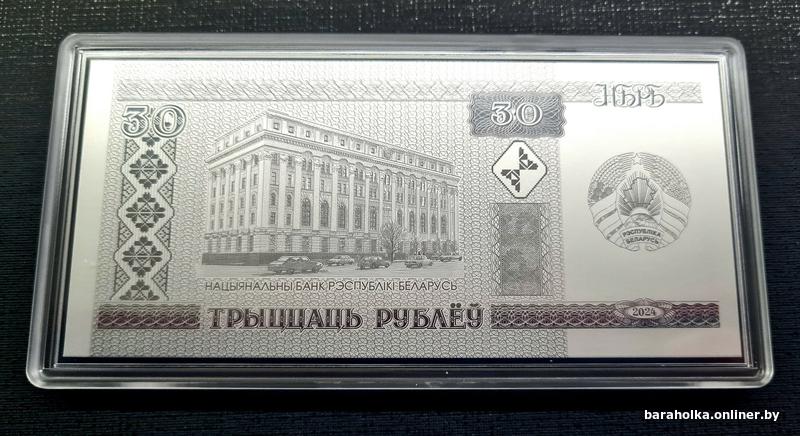 30
30
НБРБ
НАЦЫЯНАЛЬНЫ БАНК РЭСПУБЛІКІ БЕЛАРУСЬ
ТРЫЦЦАЦЬ РУБЛЁЎ
РЭСПУБЛІКА
БЕЛАРУСЬ
2024
baraholka.onliner.by